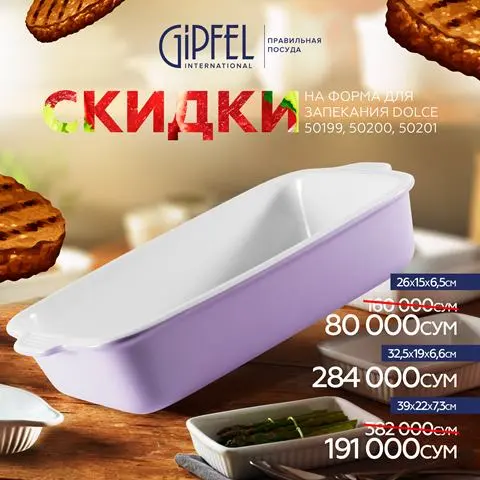 GIPFEL
INTERNATIONAL
ПРАВИЛЬНАЯ
ПОСУДА
СКИДКИ
НА ФОРМА ДЛЯ
ЗАПЕКАНИЯ DOLCE
50199, 50200, 50201
26x15x6,5см
160 000СУМ
80 000СУМ
32,5x19x6,6см
284 000СУМ
39x22x7,3см
382 000СУМ
191 000СУМ